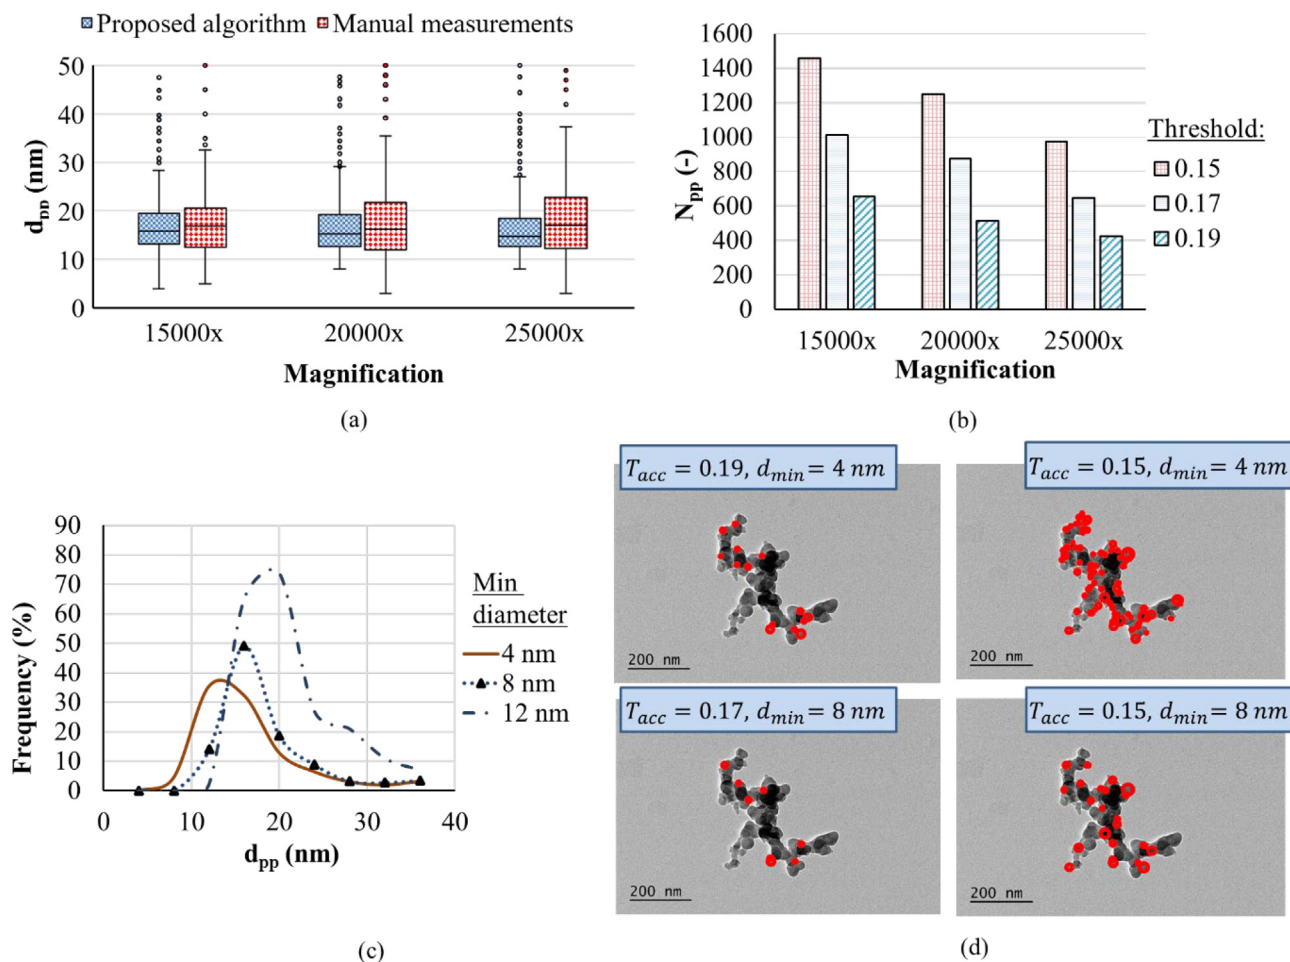 Proposed algorithm Manual measurements
50
40
30
20
10
0
d_pp (nm)
15000x 20000x 25000x
Magnification
(a)
1600
1400
1200
1000
800
600
400
200
0
N_pp (-)
15000x 20000x 25000x
Magnification
Threshold:
0.15
0.17
0.19
(b)
90
80
70
60
50
40
30
20
10
0
Frequency (%)
0 10 20 30 40
d_pp (nm)
Min
diameter
4 nm
8 nm
12 nm
(c)
T_acc = 0.19, d_min = 4 nm
200 nm
T_acc = 0.15, d_min = 4 nm
200 nm
T_acc = 0.17, d_min = 8 nm
200 nm
T_acc = 0.15, d_min = 8 nm
200 nm
(d)